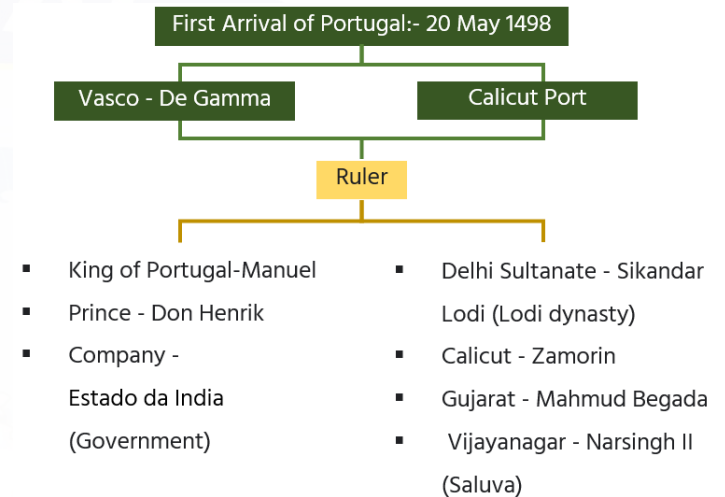 First Arrival of Portugal:- 20 May 1498
Vasco - De Gamma
Calicut Port
Ruler
▪ King of Portugal-Manuel
▪ Prince - Don Henrik
▪ Company -
Estado da India
(Government)
▪ Delhi Sultanate - Sikandar
Lodi (Lodi dynasty)
▪ Calicut - Zamorin
▪ Gujarat - Mahmud Begada
▪ Vijayanagar - Narsingh II
(Saluva)